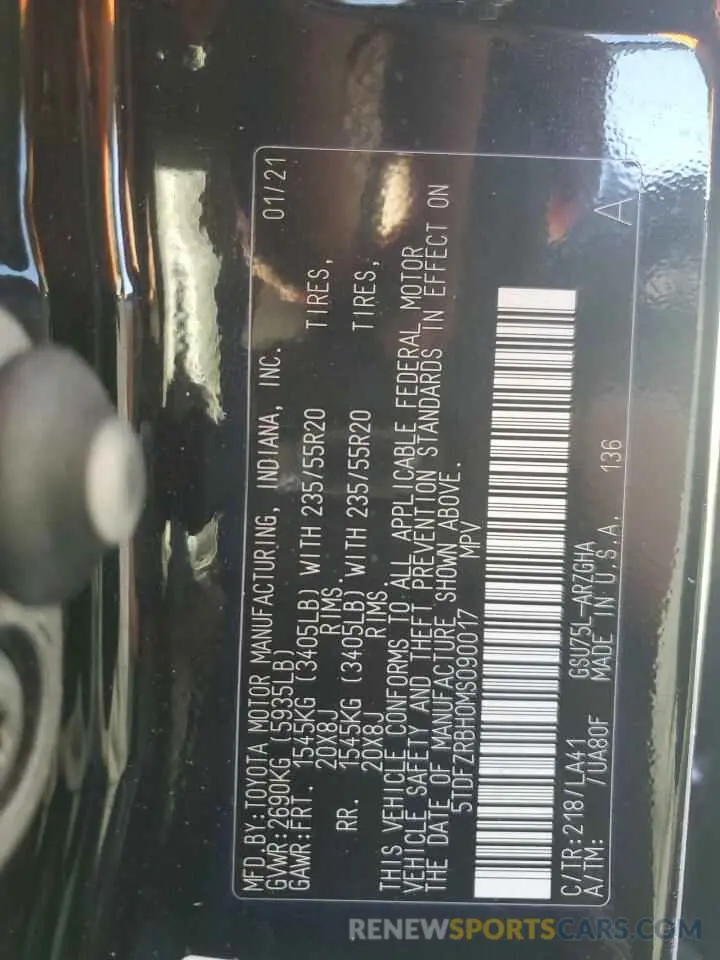 MFD.BY:TOYOTA MOTOR MANUFACTURING, INDIANA, INC. 01/21
GVWR:2690KG (5935LB)
GAWR:FRT. 1545KG (3405LB) WITH 235/55R20 TIRES,
20X8J RIMS.
RR. 1545KG (3405LB) WITH 235/55R20 TIRES,
20X8J RIMS.
THIS VEHICLE CONFORMS TO ALL APPLICABLE FEDERAL MOTOR
VEHICLE SAFETY AND THEFT PREVENTION STANDARDS IN EFFECT ON
THE DATE OF MANUFACTURE SHOWN ABOVE.
5TDFZRBH0MS090017 MPV
C/TR:218/LA41 GSU75L-ARZGHA
A/TM: /UA80F MADE IN U.S.A. 136
A
RENEWSPORTSCARS.COM